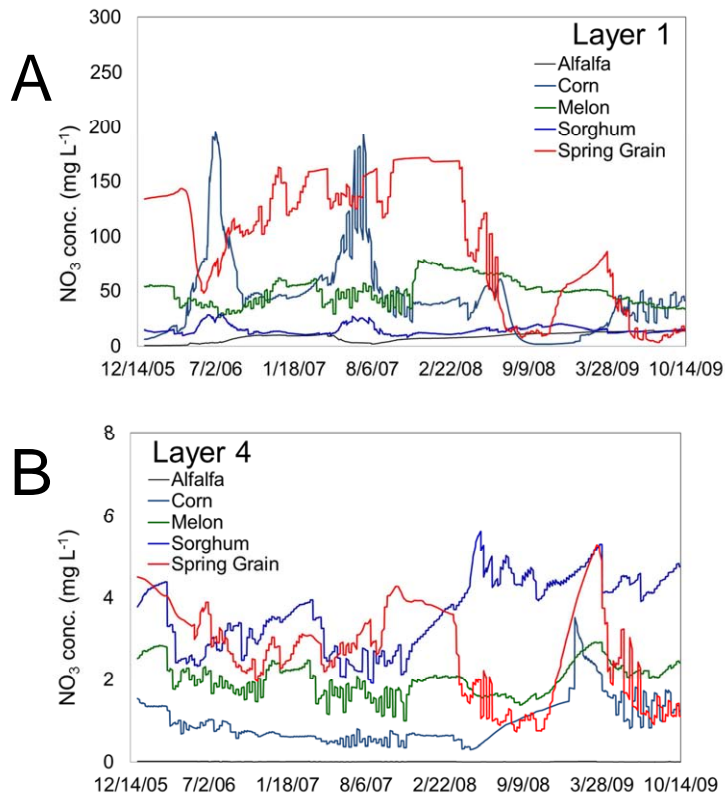 A
Layer 1
Alfalfa
Corn
Melon
Sorghum
Spring Grain
NO3 conc. (mg L-1)
300
250
200
150
100
50
0
12/14/05 7/2/06 1/18/07 8/6/07 2/22/08 9/9/08 3/28/09 10/14/09
B
Layer 4
Alfalfa
Corn
Melon
Sorghum
Spring Grain
NO3 conc. (mg L-1)
8
6
4
2
0
12/14/05 7/2/06 1/18/07 8/6/07 2/22/08 9/9/08 3/28/09 10/14/09